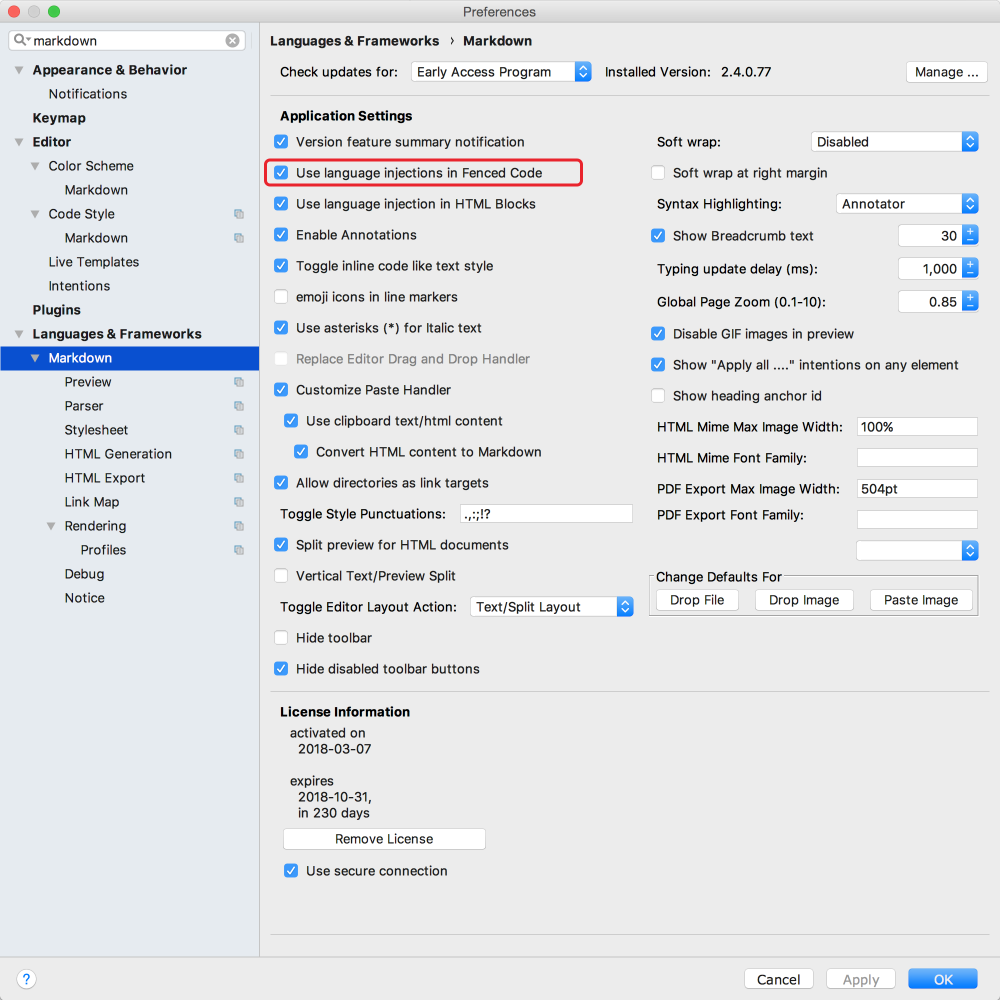 Preferences
markdown
Appearance & Behavior
Notifications
Keymap
Editor
Color Scheme
Markdown
Code Style
Markdown
Live Templates
Intentions
Plugins
Languages & Frameworks
Markdown
Preview
Parser
Stylesheet
HTML Generation
HTML Export
Link Map
Rendering
Profiles
Debug
Notice
Languages & Frameworks › Markdown
Check updates for: Early Access Program Installed Version: 2.4.0.77 Manage ...
Application Settings
Version feature summary notification
Use language injections in Fenced Code
Use language injection in HTML Blocks
Enable Annotations
Toggle inline code like text style
emoji icons in line markers
Use asterisks (*) for Italic text
Replace Editor Drag and Drop Handler
Customize Paste Handler
Use clipboard text/html content
Convert HTML content to Markdown
Allow directories as link targets
Toggle Style Punctuations: .,:;!?
Split preview for HTML documents
Vertical Text/Preview Split
Toggle Editor Layout Action: Text/Split Layout
Hide toolbar
Hide disabled toolbar buttons
Soft wrap: Disabled
Soft wrap at right margin
Syntax Highlighting: Annotator
Show Breadcrumb text 30
Typing update delay (ms): 1,000
Global Page Zoom (0.1-10): 0.85
Disable GIF images in preview
Show "Apply all ...." intentions on any element
Show heading anchor id
HTML Mime Max Image Width: 100%
HTML Mime Font Family:
PDF Export Max Image Width: 504pt
PDF Export Font Family:
Change Defaults For
Drop File Drop Image Paste Image
License Information
activated on
2018-03-07
expires
2018-10-31,
in 230 days
Remove License
Use secure connection
? Cancel Apply OK